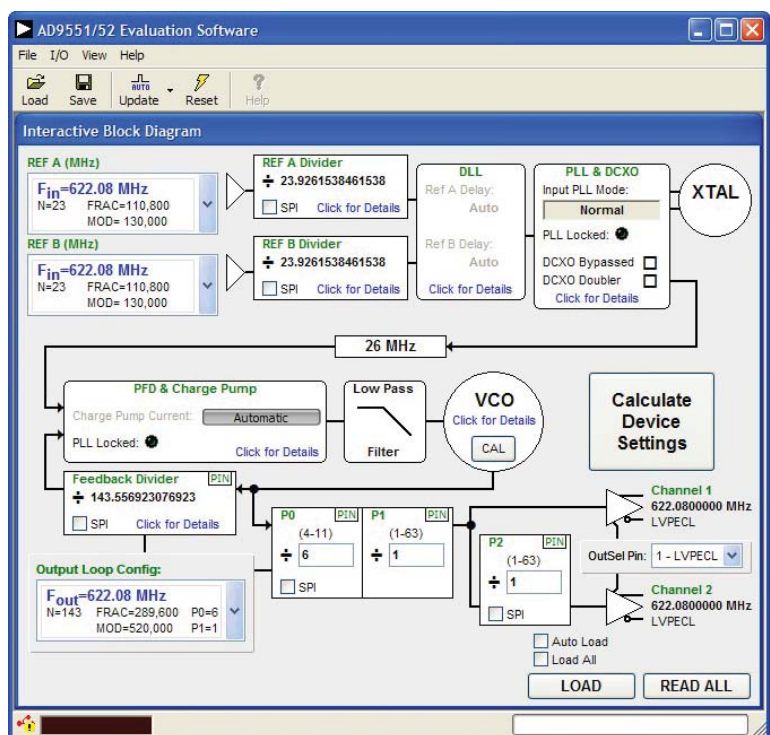 AD9551/52 Evaluation Software
File I/O View Help
Load Save Update Reset Help
AUTO
Interactive Block Diagram
REF A (MHz)
Fin=622.08 MHz
N=23 FRAC=110,800
MOD= 130,000
REF B (MHz)
Fin=622.08 MHz
N=23 FRAC=110,800
MOD= 130,000
REF A Divider
÷ 23.9261538461538
SPI Click for Details
REF B Divider
÷ 23.9261538461538
SPI Click for Details
DLL
Ref A Delay:
Auto
Ref B Delay:
Auto
Click for Details
PLL & DCXO
Input PLL Mode:
Normal
PLL Locked:
DCXO Bypassed
DCXO Doubler
Click for Details
XTAL
26 MHz
PFD & Charge Pump
Charge Pump Current: Automatic
PLL Locked:
Click for Details
Low Pass
Filter
VCO
Click for Details
CAL
Calculate
Device
Settings
Feedback Divider PIN
÷ 143.556923076923
SPI Click for Details
P0 PIN
(4-11)
÷ 6
SPI
P1 PIN
(1-63)
÷ 1
P2 PIN
(1-63)
÷ 1
SPI
Channel 1
622.0800000 MHz
LVPECL
OutSel Pin: 1 - LVPECL
Channel 2
622.0800000 MHz
LVPECL
Output Loop Config:
Fout=622.08 MHz
N=143 FRAC=289,600 P0=6
MOD=520,000 P1=1
Auto Load
Load All
LOAD READ ALL